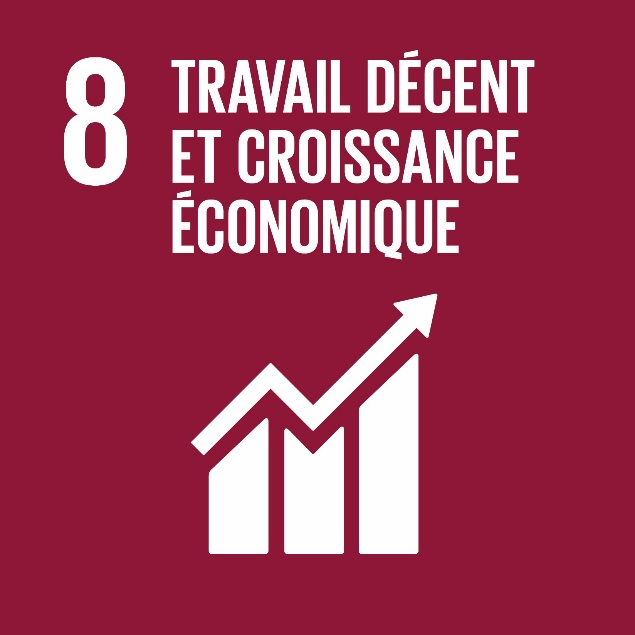 8 TRAVAIL DÉCENT
ET CROISSANCE
ÉCONOMIQUE